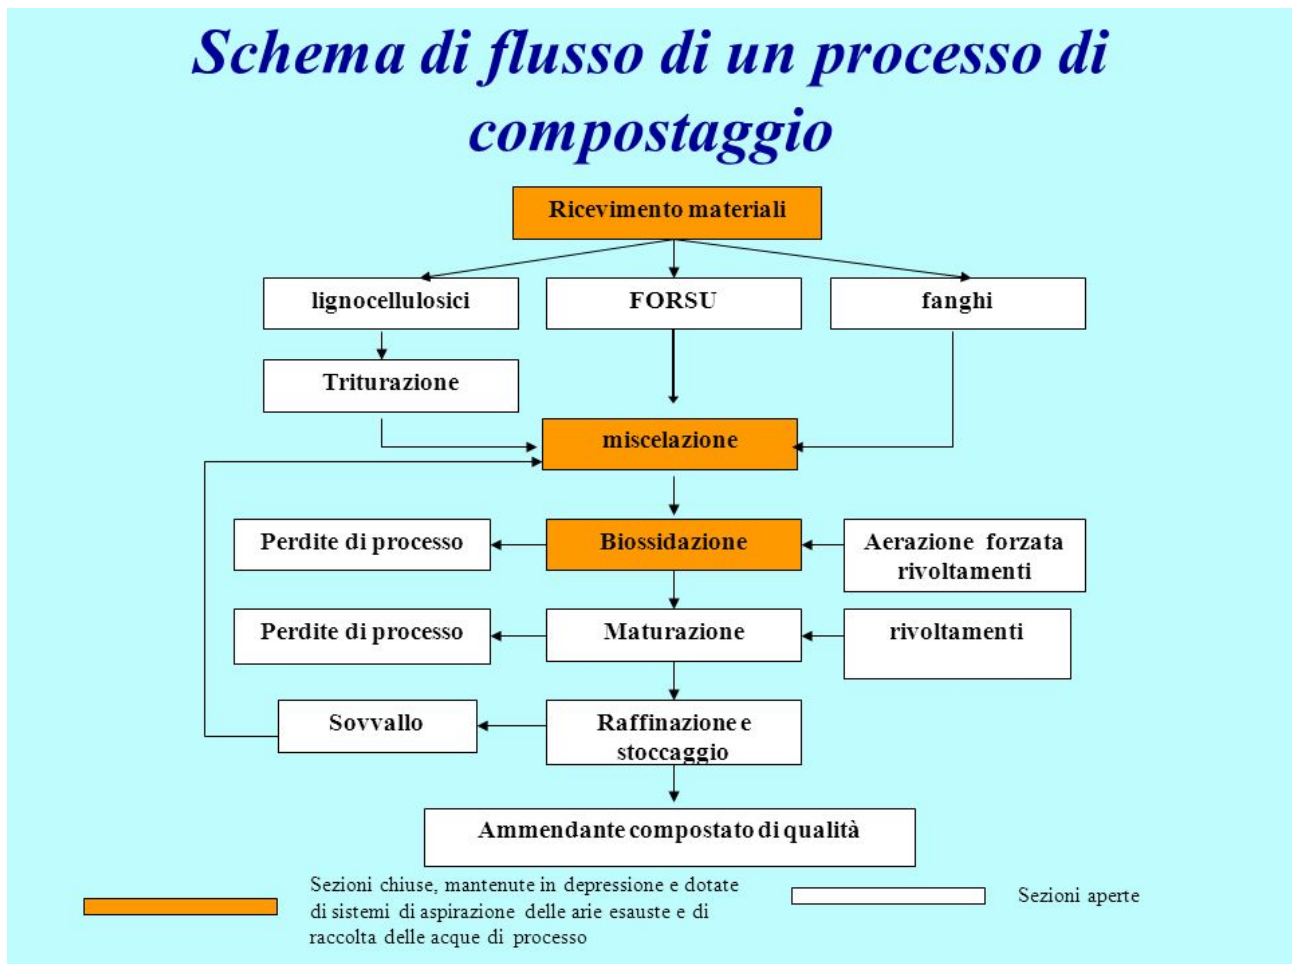 Schema di flusso di un processo di
compostaggio
Ricevimento materiali
lignocellulosici
FORSU
fanghi
Triturazione
miscelazione
Perdite di processo
Biossidazione
Aerazione forzata
rivoltamenti
Perdite di processo
Maturazione
rivoltamenti
Sovvallo
Raffinazione e
stoccaggio
Ammendante compostato di qualità
Sezioni chiuse, mantenute in depressione e dotate
di sistemi di aspirazione delle arie esauste e di
raccolta delle acque di processo
Sezioni aperte